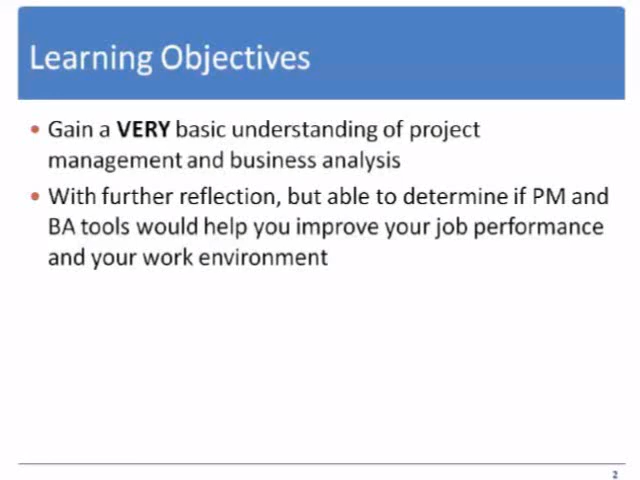 Learning Objectives
• Gain a VERY basic understanding of project
management and business analysis
• With further reflection, but able to determine if PM and
BA tools would help you improve your job performance
and your work environment
2